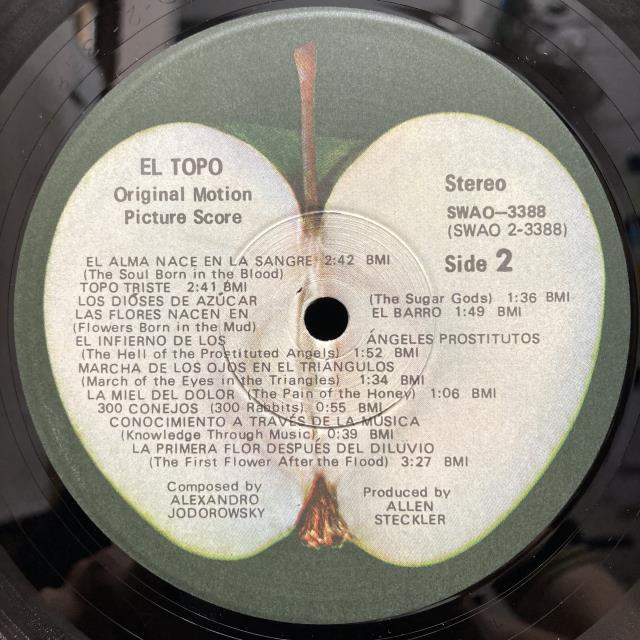 EL TOPO
Original Motion
Picture Score
Stereo
SWAO—3388
(SWAO 2-3388)
Side 2
EL ALMA NACE EN LA SANGRE 2:42 BMI
(The Soul Born in the Blood)
TOPO TRISTE 2:41 BMI
LOS DIÓSES DE AZÚCAR (The Sugar Gods) 1:36 BMI
LAS FLORES NACEN EN EL BARRO 1:49 BMI
(Flowers Born in the Mud)
EL INFIERNO DE LOS ÁNGELES PROSTITUTOS
(The Hell of the Prostituted Angels) 1:52 BMI
MARCHA DE LOS OJOS EN EL TRIÁNGULOS
(March of the Eyes in the Triangles) 1:34 BMI
LA MIEL DEL DOLOR (The Pain of the Honey) 1:06 BMI
300 CONEJOS (300 Rabbits) 0:55 BMI
CONOCIMIENTO A TRAVÉS DE LA MÚSICA
(Knowledge Through Music) 0:39 BMI
LA PRIMERA FLOR DESPUÉS DEL DILUVIO
(The First Flower After the Flood) 3:27 BMI
Composed by
ALEXANDRO
JODOROWSKY
Produced by
ALLEN
STECKLER